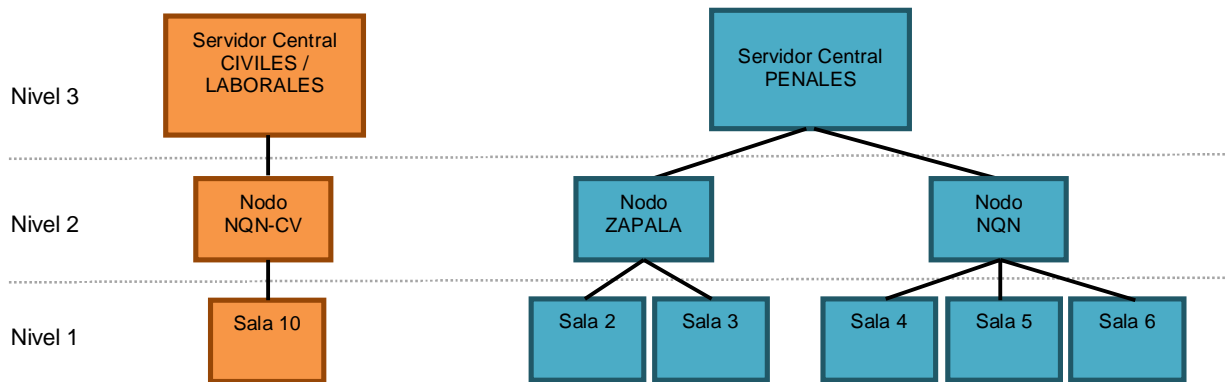 Servidor Central
CIVILES /
LABORALES
Servidor Central
PENALES
Nivel 3
Nodo
NQN-CV
Nodo
ZAPALA
Nodo
NQN
Nivel 2
Sala 10
Sala 2
Sala 3
Sala 4
Sala 5
Sala 6
Nivel 1